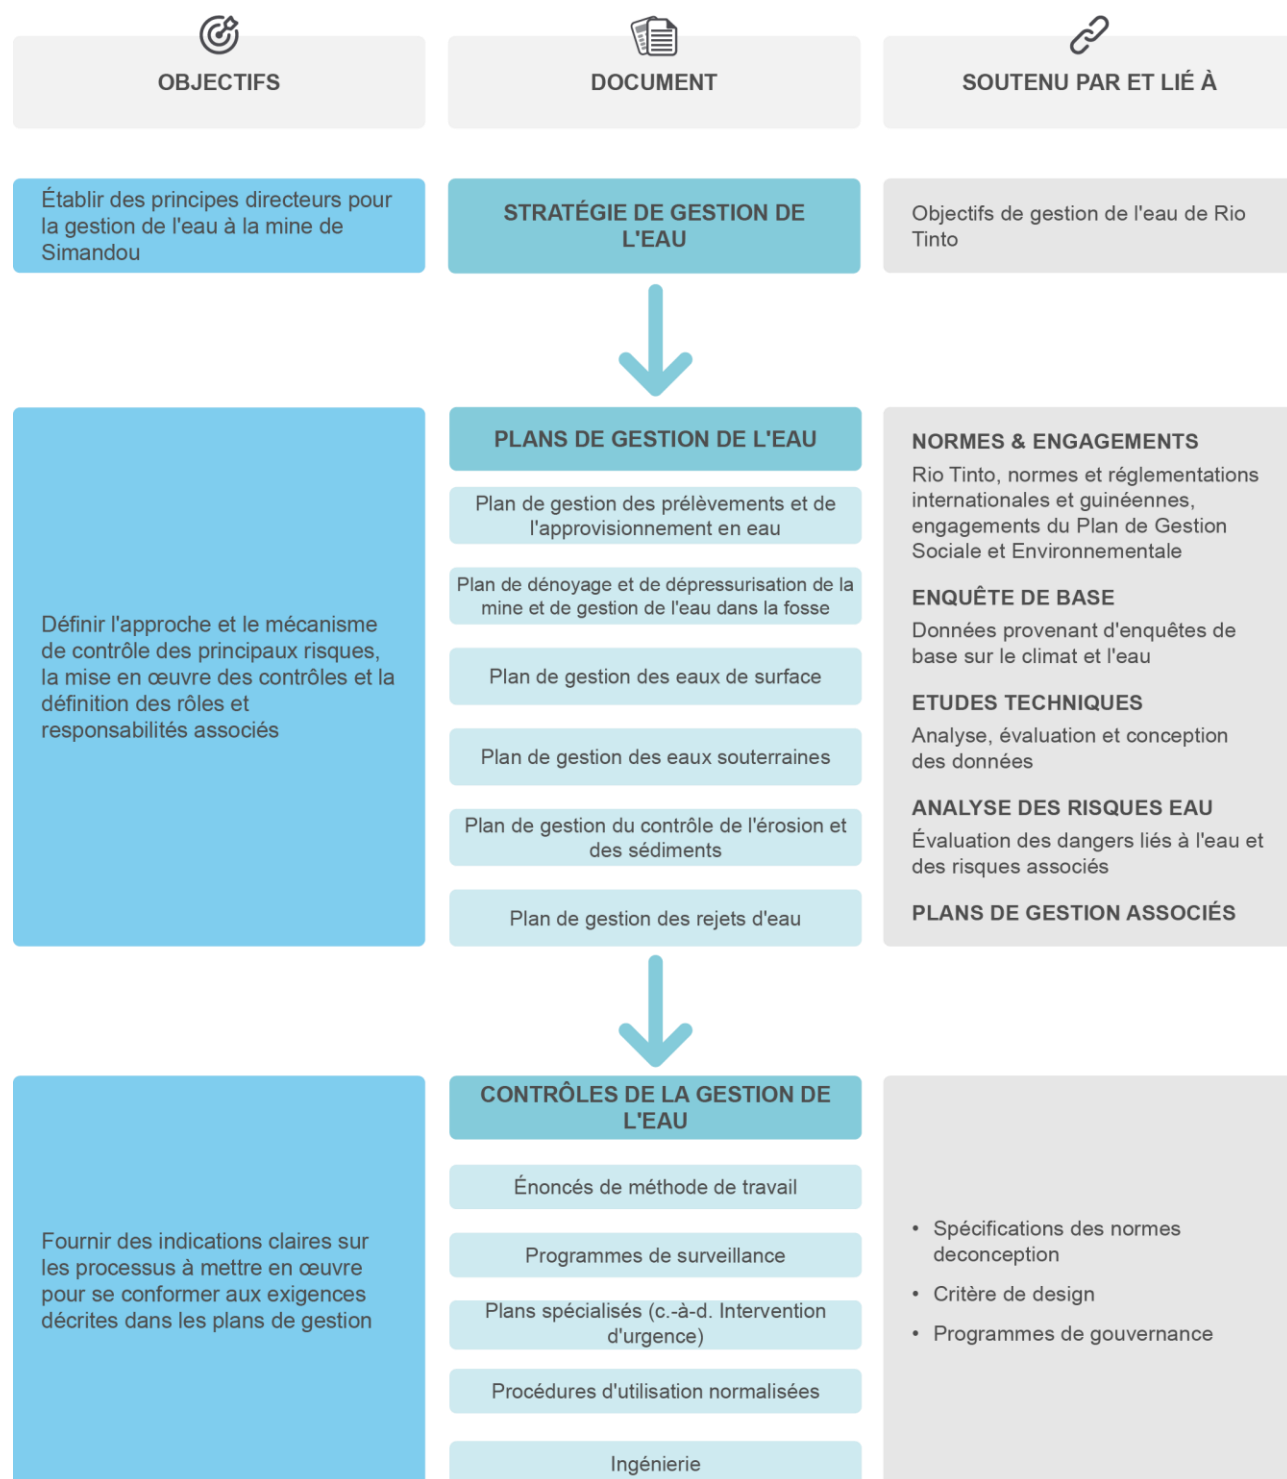 OBJECTIFS
DOCUMENT
SOUTENU PAR ET LIÉ À
Établir des principes directeurs pour
la gestion de l'eau à la mine de
Simandou
STRATÉGIE DE GESTION DE
L'EAU
Objectifs de gestion de l'eau de Rio
Tinto
Définir l'approche et le mécanisme
de contrôle des principaux risques,
la mise en œuvre des contrôles et la
définition des rôles et
responsabilités associés
PLANS DE GESTION DE L'EAU
Plan de gestion des prélèvements et de
l'approvisionnement en eau
Plan de dénoyage et de dépressurisation de la
mine et de gestion de l'eau dans la fosse
Plan de gestion des eaux de surface
Plan de gestion des eaux souterraines
Plan de gestion du contrôle de l'érosion et
des sédiments
Plan de gestion des rejets d'eau
NORMES & ENGAGEMENTS
Rio Tinto, normes et réglementations
internationales et guinéennes,
engagements du Plan de Gestion
Sociale et Environnementale
ENQUÊTE DE BASE
Données provenant d'enquêtes de
base sur le climat et l'eau
ETUDES TECHNIQUES
Analyse, évaluation et conception
des données
ANALYSE DES RISQUES EAU
Évaluation des dangers liés à l'eau et
des risques associés
PLANS DE GESTION ASSOCIÉS
Fournir des indications claires sur
les processus à mettre en œuvre
pour se conformer aux exigences
décrites dans les plans de gestion
CONTRÔLES DE LA GESTION DE
L'EAU
Énoncés de méthode de travail
Programmes de surveillance
Plans spécialisés (c.-à-d. Intervention
d'urgence)
Procédures d'utilisation normalisées
Ingénierie
• Spécifications des normes
deconception
• Critère de design
• Programmes de gouvernance